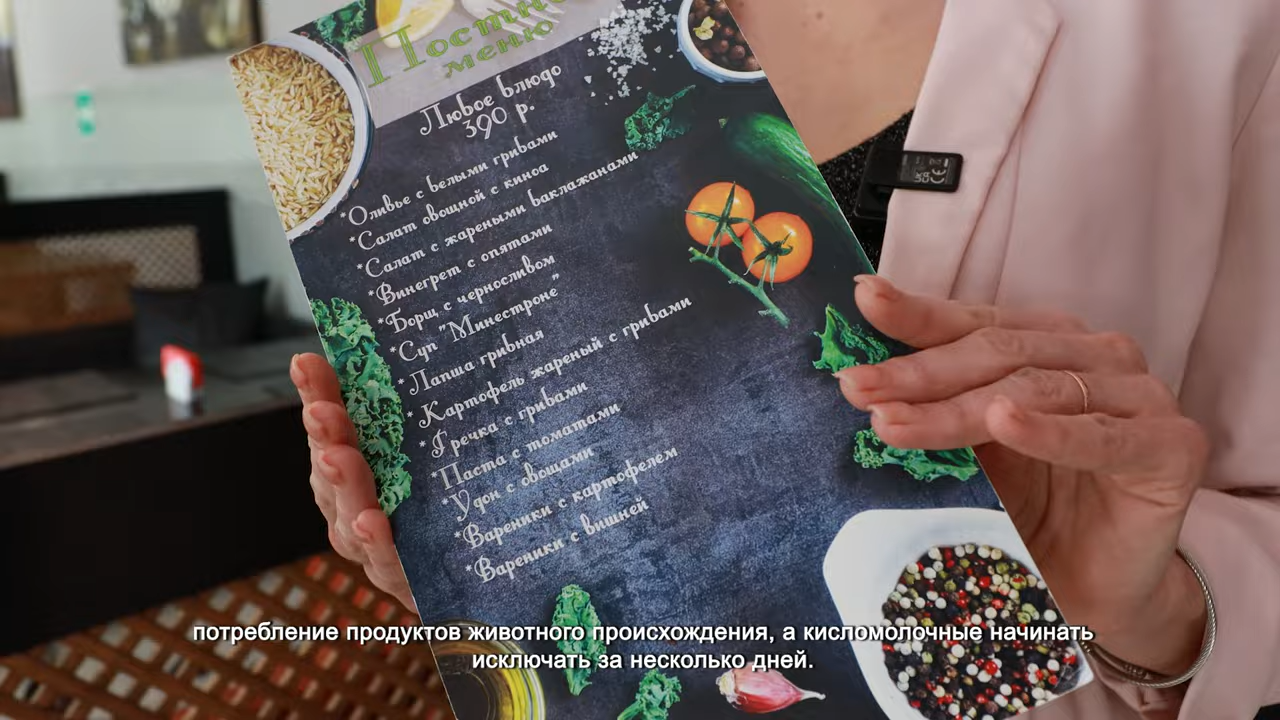 Постное
меню
Любое блюдо
390 р.
*Оливье с белыми грибами
*Салат овощной с киноа
*Салат с жареными баклажанами
*Винегрет с опятами
*Борщ с черносливом
*Суп "Минестроне"
*Лапша грибная
*Картофель жареный с грибами
*Гречка с грибами
*Паста с томатами
*Удон с овощами
*Вареники с картофелем
*Вареники с вишней
потребление продуктов животного происхождения, а кисломолочные начинать
исключать за несколько дней.